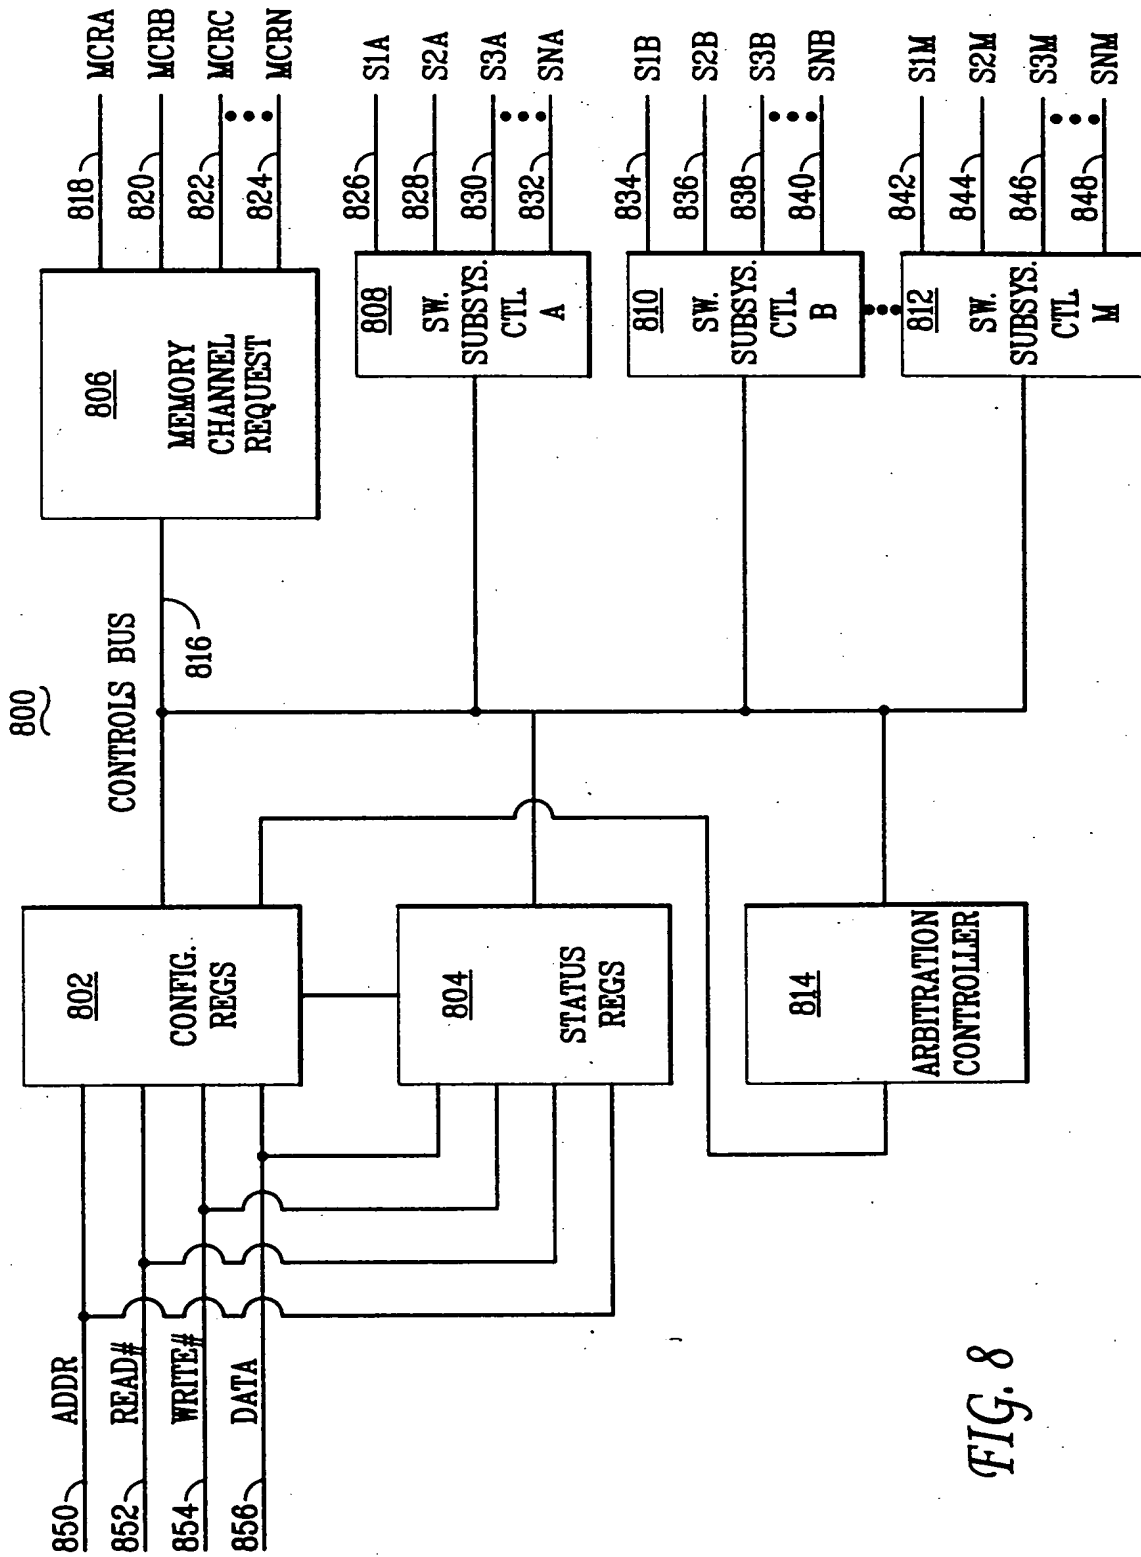 800
850
ADDR
852
READ#
854
WRITE#
856
DATA
802
CONFIG.
REGS
804
STATUS
REGS
814
ARBITRATION
CONTROLLER
CONTROLS BUS
816
806
MEMORY
CHANNEL
REQUEST
818
MCRA
820
MCRB
822
MCRC
824
MCRN
808
SW.
SUBSYS.
CTL
A
826
S1A
828
S2A
830
S3A
832
SNA
810
SW.
SUBSYS.
CTL
B
834
S1B
836
S2B
838
S3B
840
SNB
812
SW.
SUBSYS.
CTL
M
842
S1M
844
S2M
846
S3M
848
SNM
FIG. 8